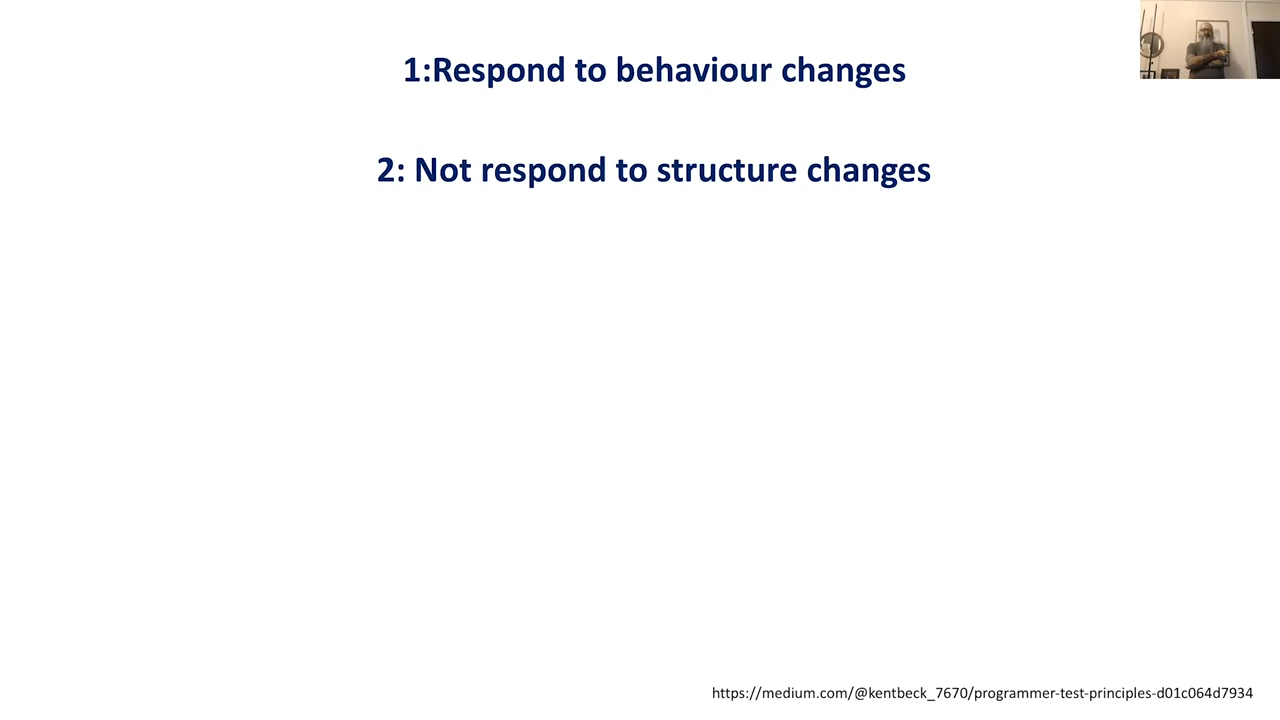 1:Respond to behaviour changes
2: Not respond to structure changes
https://medium.com/@kentbeck_7670/programmer-test-principles-d01c064d7934